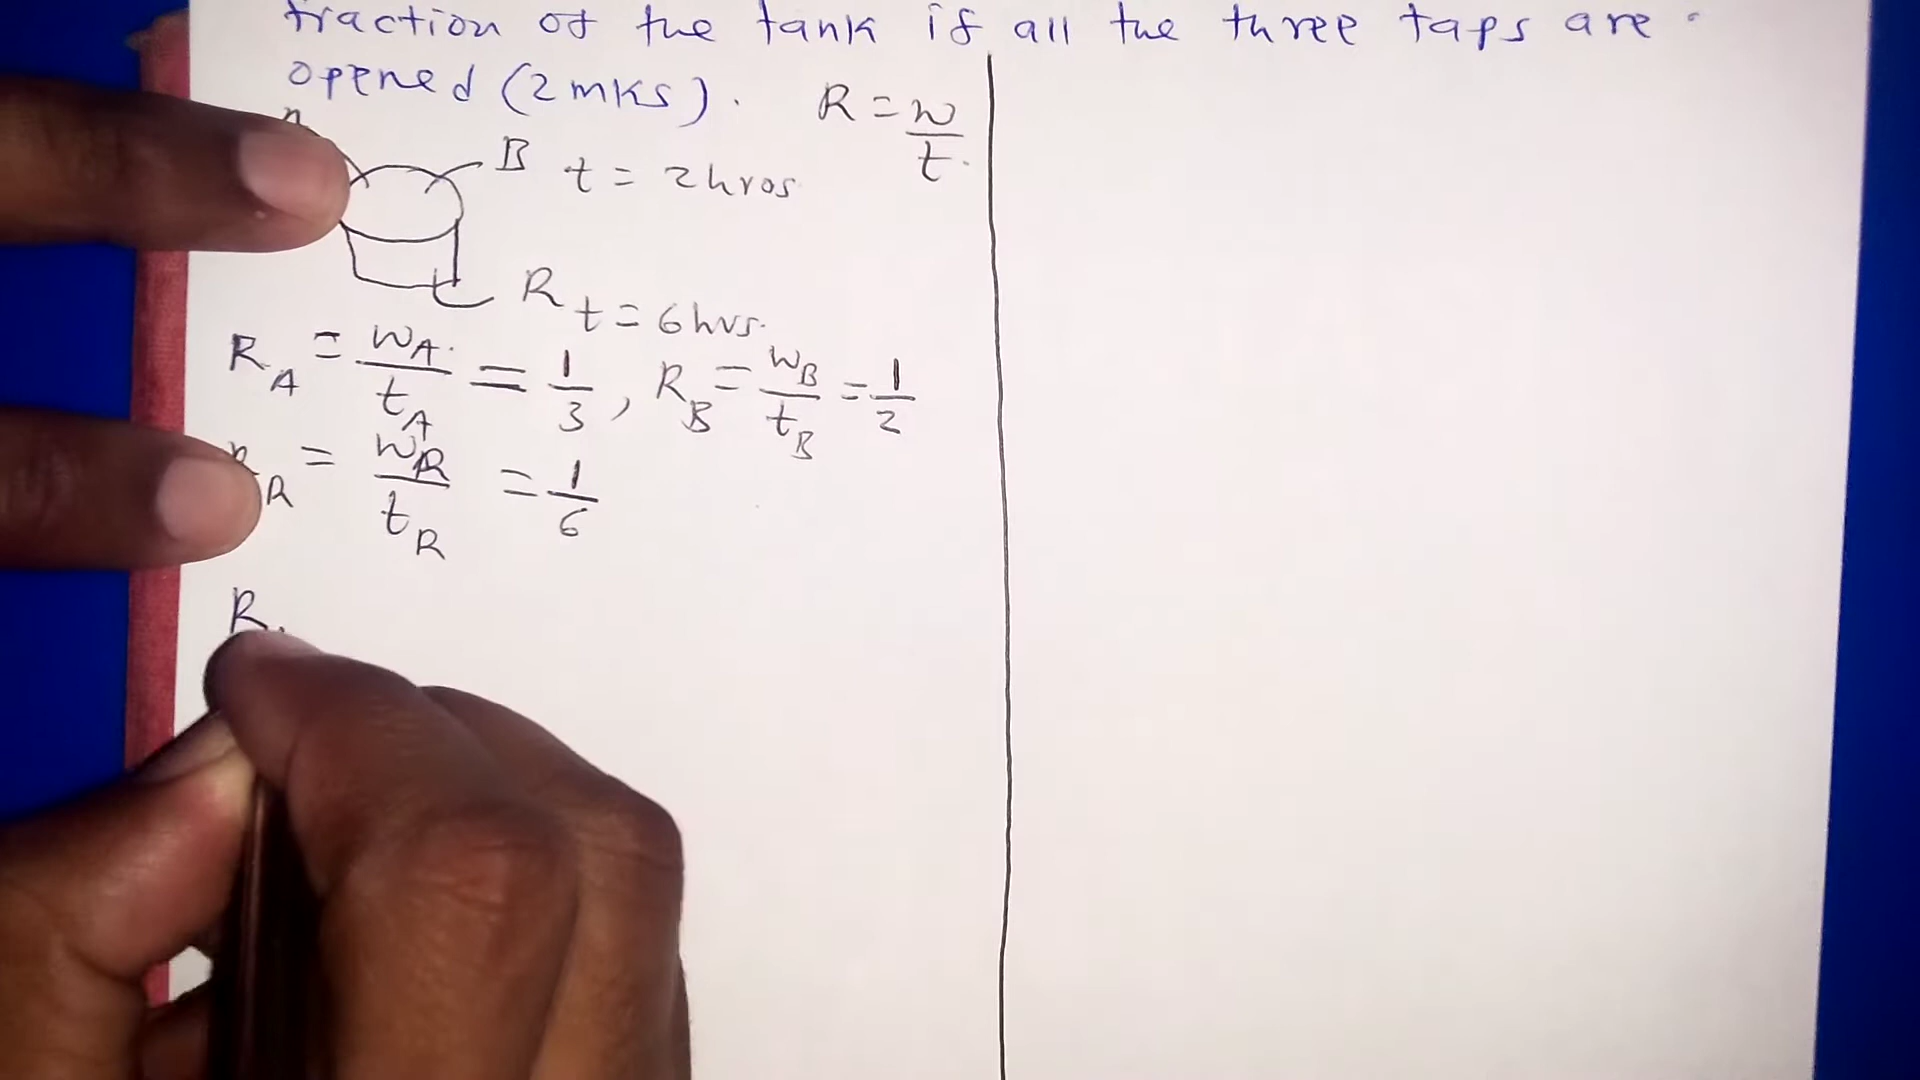 fraction of the tank if all the three taps are
opened (2mks). R = w/t.
B t = 2hros
R t = 6hrs.
R_A = w_A/t_A = 1/3, R_B = w_B/t_B = 1/2
R = w_R/t_R = 1/6
R